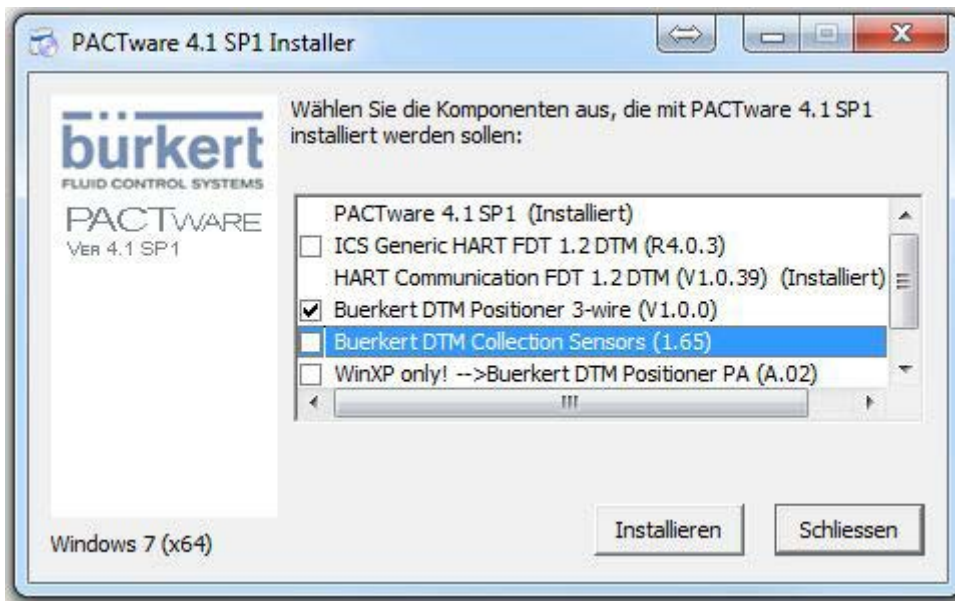 PACTware 4.1 SP1 Installer
bürkert
FLUID CONTROL SYSTEMS
PACTWARE
VER 4.1 SP1
Wählen Sie die Komponenten aus, die mit PACTware 4.1 SP1
installiert werden sollen:
PACTware 4.1 SP1 (Installiert)
ICS Generic HART FDT 1.2 DTM (R4.0.3)
HART Communication FDT 1.2 DTM (V1.0.39) (Installiert)
Buerkert DTM Positioner 3-wire (V1.0.0)
Buerkert DTM Collection Sensors (1.65)
WinXP only! -->Buerkert DTM Positioner PA (A.02)
Windows 7 (x64)
Installieren
Schliessen